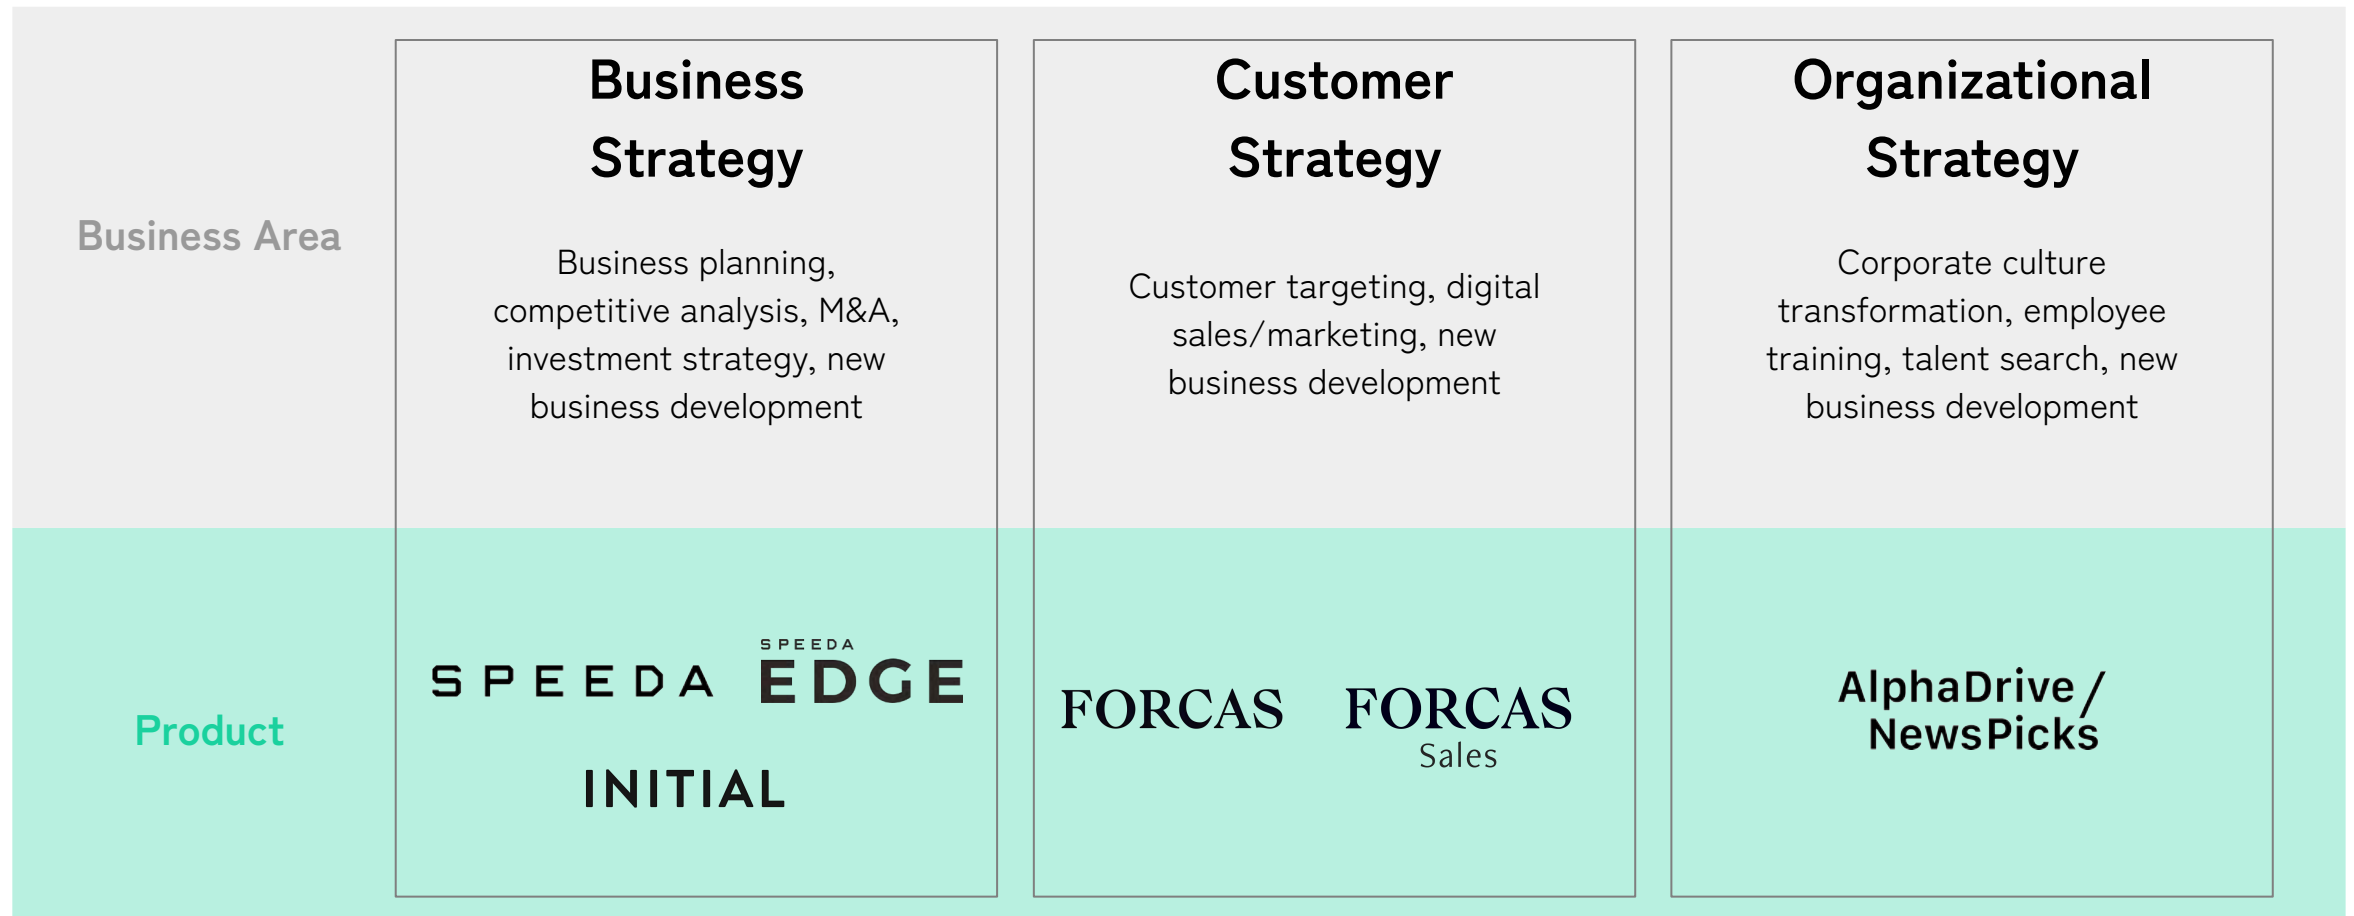 Business Area
Business
Strategy
Business planning,
competitive analysis, M&A,
investment strategy, new
business development
Customer
Strategy
Customer targeting, digital
sales/marketing, new
business development
Organizational
Strategy
Corporate culture
transformation, employee
training, talent search, new
business development
Product
SPEEDA
SPEEDA
EDGE
INITIAL
FORCAS
FORCAS
Sales
AlphaDrive/
NewsPicks